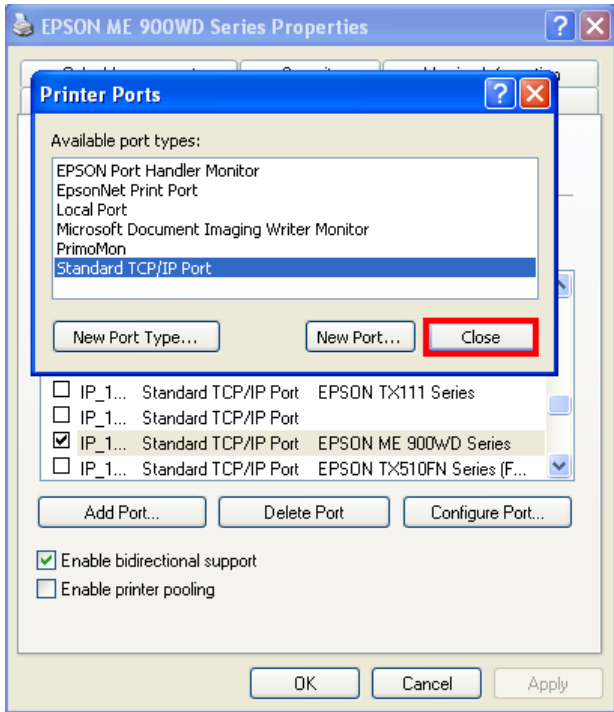 EPSON ME 900WD Series Properties
Printer Ports
Available port types:
EPSON Port Handler Monitor
EpsonNet Print Port
Local Port
Microsoft Document Imaging Writer Monitor
PrimoMon
Standard TCP/IP Port
New Port Type... New Port... Close
IP_1... Standard TCP/IP Port EPSON TX111 Series
IP_1... Standard TCP/IP Port
IP_1... Standard TCP/IP Port EPSON ME 900WD Series
IP_1... Standard TCP/IP Port EPSON TX510FN Series (F...
Add Port... Delete Port Configure Port...
Enable bidirectional support
Enable printer pooling
OK Cancel Apply